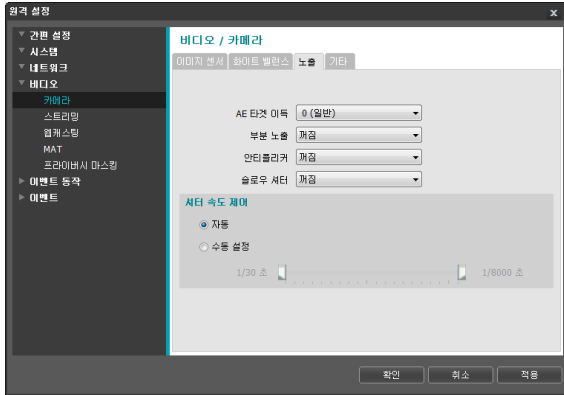 원격 설정 x
간편 설정
시스템
네트워크
비디오
카메라
스트리밍
웹캐스팅
MAT
프라이버시 마스킹
이벤트 동작
이벤트
비디오 / 카메라
이미지 센서 화이트 밸런스 노출 기타
AE 타겟 이득 0 (일반)
부분 노출 꺼짐
안티플리커 꺼짐
슬로우 셔터 꺼짐
셔터 속도 제어
자동
수동 설정
1/30 초 1/8000 초
확인 취소 적용